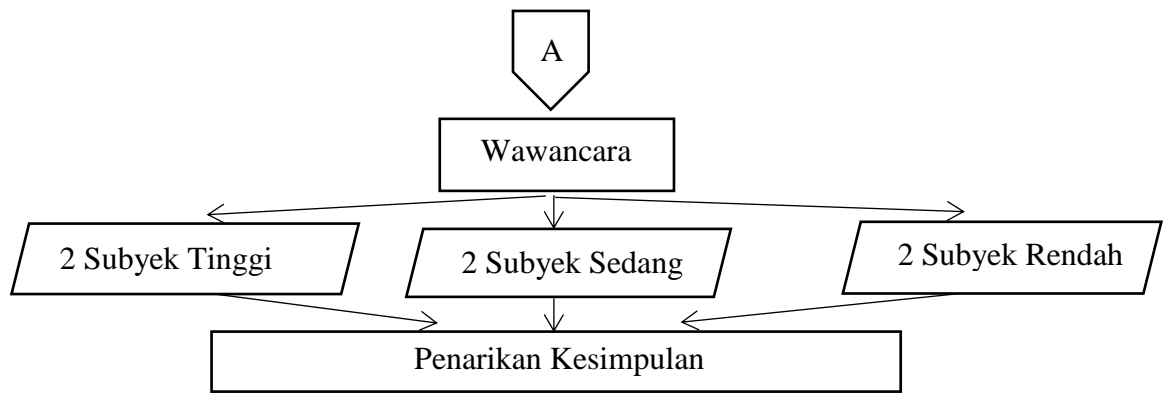 A
Wawancara
2 Subyek Tinggi
2 Subyek Sedang
2 Subyek Rendah
Penarikan Kesimpulan